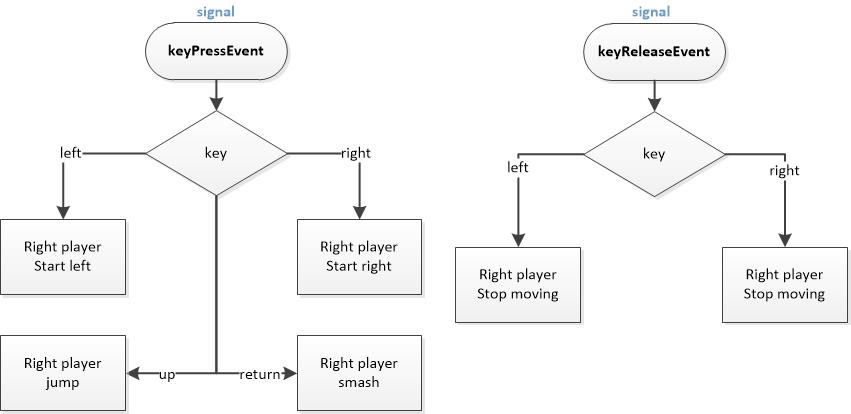 signal
keyPressEvent
key
left
right
Right player
Start left
Right player
Start right
up
return
Right player
jump
Right player
smash
signal
keyReleaseEvent
key
left
right
Right player
Stop moving
Right player
Stop moving